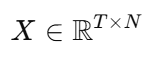 X ∈ ℝ^{T×N}